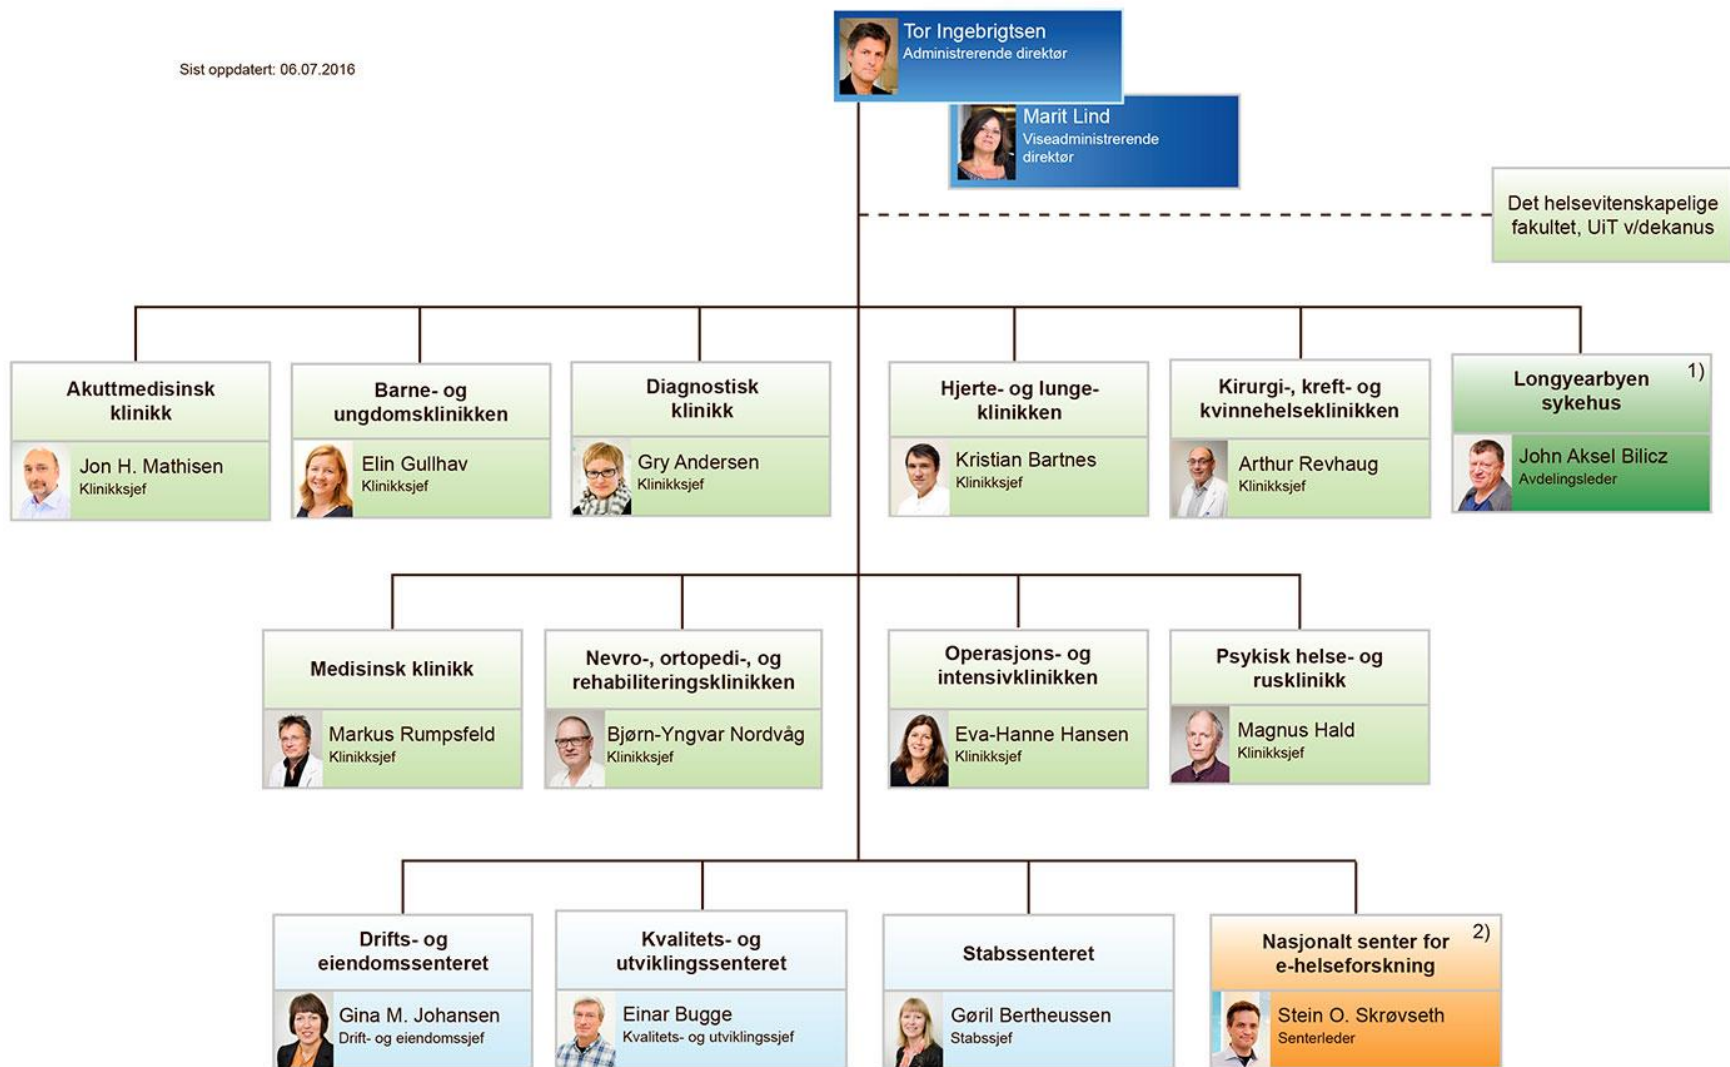 Tor Ingebrigtsen
Administrerende direktør
Sist oppdatert: 06.07.2016
Marit Lind
Viseadministrerende
direktør
Det helsevitenskapelige
fakultet, UiT v/dekanus
Akuttmedisinsk
klinikk
Jon H. Mathisen
Klinikksjef
Barne- og
ungdomsklinikken
Elin Gullhav
Klinikksjef
Diagnostisk
klinikk
Gry Andersen
Klinikksjef
Hjerte- og lunge-
klinikken
Kristian Bartnes
Klinikksjef
Kirurgi-, kreft- og
kvinnehelseklinikken
Arthur Revhaug
Klinikksjef
Longyearbyen 1)
sykehus
John Aksel Bilicz
Avdelingsleder
Medisinsk klinikk
Markus Rumpsfeld
Klinikksjef
Nevro-, ortopedi-, og
rehabiliteringsklinikken
Bjørn-Yngvar Nordvåg
Klinikksjef
Operasjons- og
intensivklinikken
Eva-Hanne Hansen
Klinikksjef
Psykisk helse- og
rusklinikk
Magnus Hald
Klinikksjef
Drifts- og
eiendomssenteret
Gina M. Johansen
Drift- og eiendomssjef
Kvalitets- og
utviklingssenteret
Einar Bugge
Kvalitets- og utviklingssjef
Stabssenteret
Gøril Bertheussen
Stabssjef
Nasjonalt senter for 2)
e-helseforskning
Stein O. Skrøvseth
Senterleder